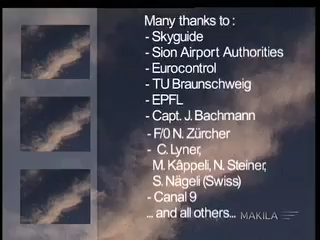 Many thanks to :
- Skyguide
- Sion Airport Authorities
- Eurocontrol
- TU Braunschweig
- EPFL
- Capt. J. Bachmann
- F/0 N. Zürcher
- C. Lyner,
M. Kâppeli, N. Steiner,
S. Nägeli (Swiss)
- Canal 9
... and all others...
MAKILA